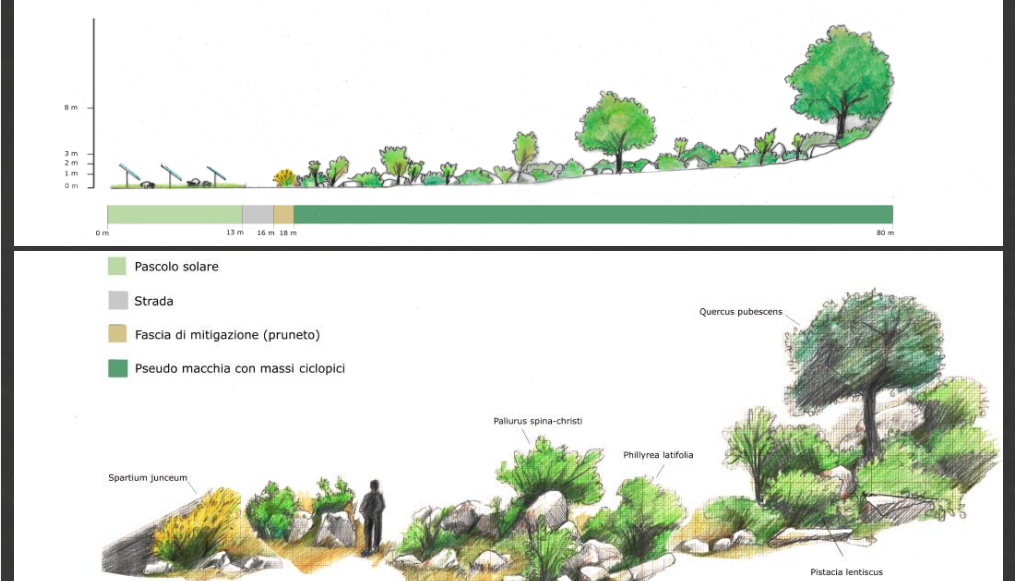 8 m
3 m
2 m
1 m
0 m
0 m
13 m
16 m
18 m
80 m
Pascolo solare
Strada
Fascia di mitigazione (pruneto)
Pseudo macchia con massi ciclopici
Quercus pubescens
Paliurus spina-christi
Phillyrea latifolia
Spartium junceum
Pistacia lentiscus